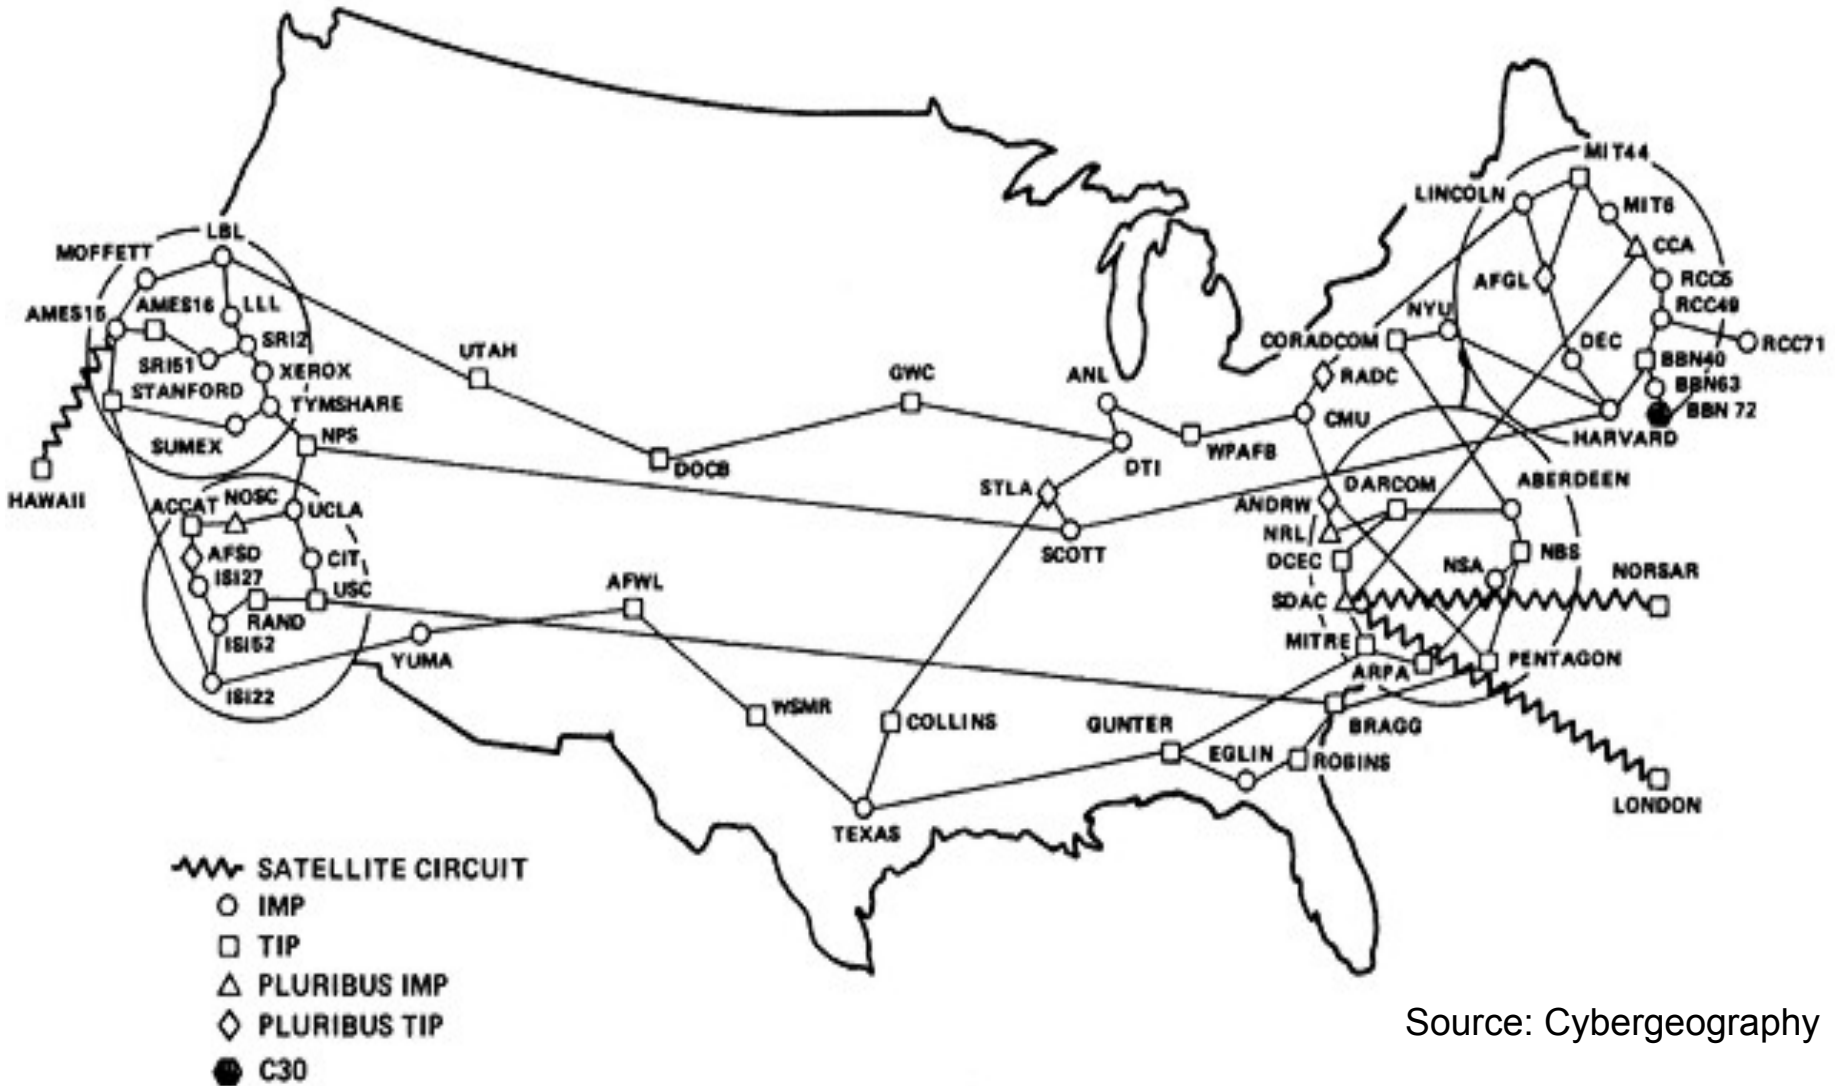 MIT44
LINCOLN
MIT6
LBL
MOFFETT
CCA
AFGL
RCC5
AMES16
LLL
RCC49
AMES15
NYU
SRI2
CORADCOM
DEC
RCC71
UTAH
SRI51
XEROX
GWC
ANL
RADC
BBN40
STANFORD
BBN63
TYMSHARE
BBN 72
CMU
SUMEX
NPS
HARVARD
WPAFB
DTI
DOCB
HAWAII
ABERDEEN
STLA
DARCOM
ACCAT
NOSC
UCLA
ANDRW
NRL
SCOTT
NBS
AFSD
CIT
DCEC
NSA
NORSAR
ISI27
AFWL
USC
SDAC
RAND
ISI52
MITRE
YUMA
PENTAGON
ARPA
ISI22
WSMR
COLLINS
GUNTER
BRAGG
EGLIN
ROBINS
LONDON
TEXAS
SATELLITE CIRCUIT
IMP
TIP
PLURIBUS IMP
PLURIBUS TIP
C30
Source: Cybergeography